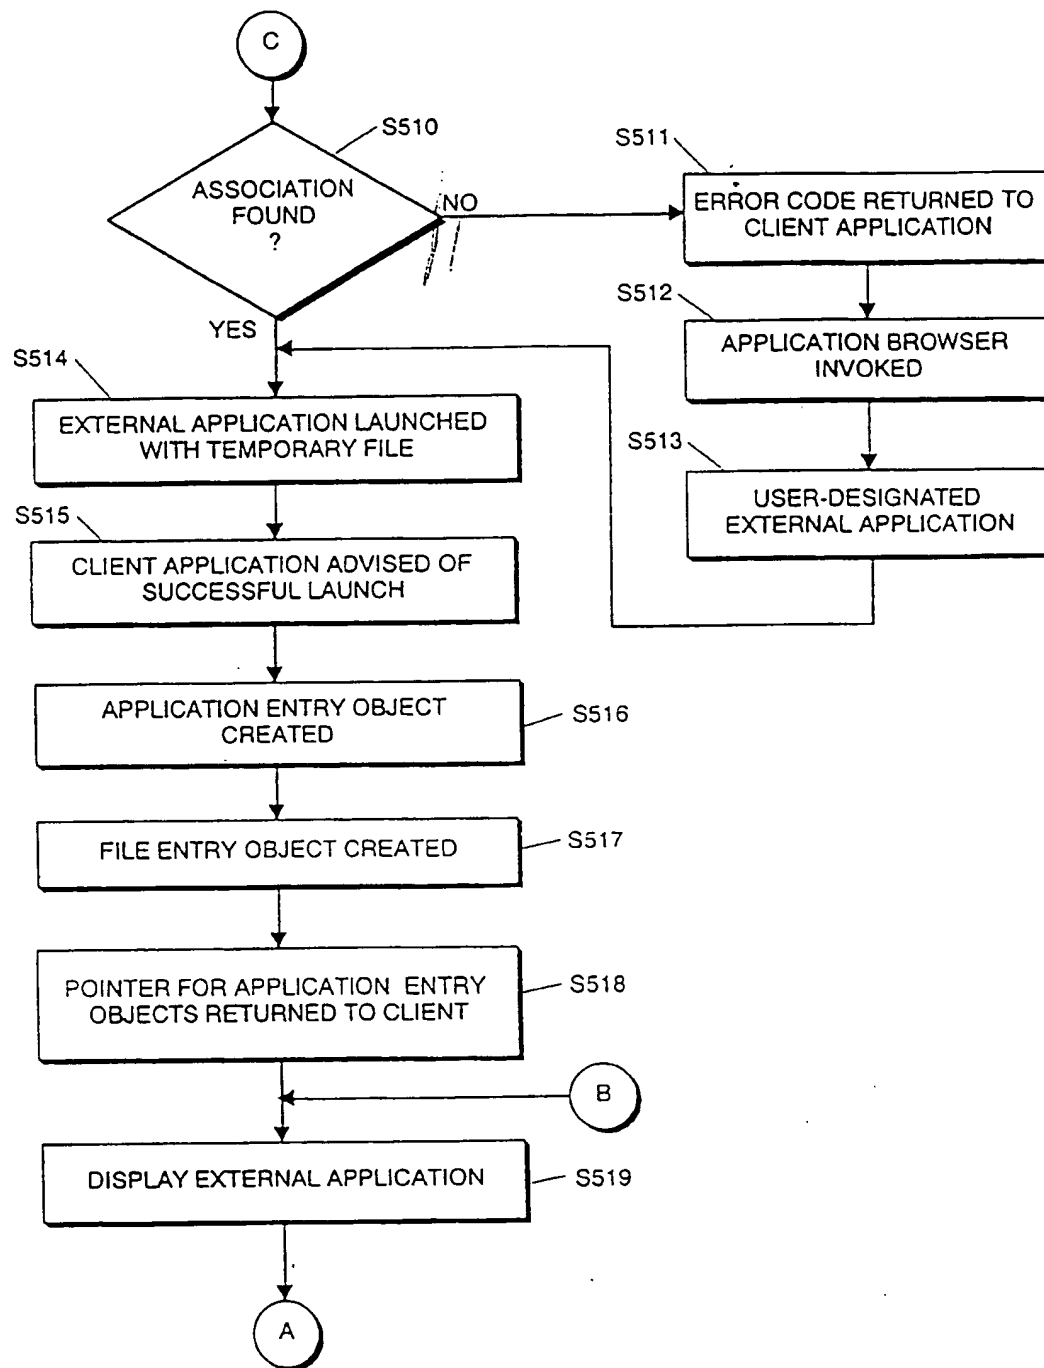 C
S510
ASSOCIATION
FOUND
?
NO
YES
S511
ERROR CODE RETURNED TO
CLIENT APPLICATION
S512
APPLICATION BROWSER
INVOKED
S513
USER-DESIGNATED
EXTERNAL APPLICATION
S514
EXTERNAL APPLICATION LAUNCHED
WITH TEMPORARY FILE
S515
CLIENT APPLICATION ADVISED OF
SUCCESSFUL LAUNCH
APPLICATION ENTRY OBJECT
CREATED
S516
FILE ENTRY OBJECT CREATED
S517
POINTER FOR APPLICATION ENTRY
OBJECTS RETURNED TO CLIENT
S518
B
DISPLAY EXTERNAL APPLICATION
S519
A